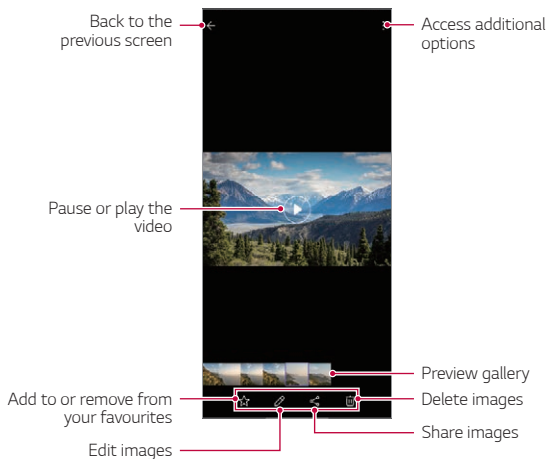 Back to the
previous screen
Access additional
options
Pause or play the
video
Preview gallery
Add to or remove from
your favourites
Delete images
Share images
Edit images